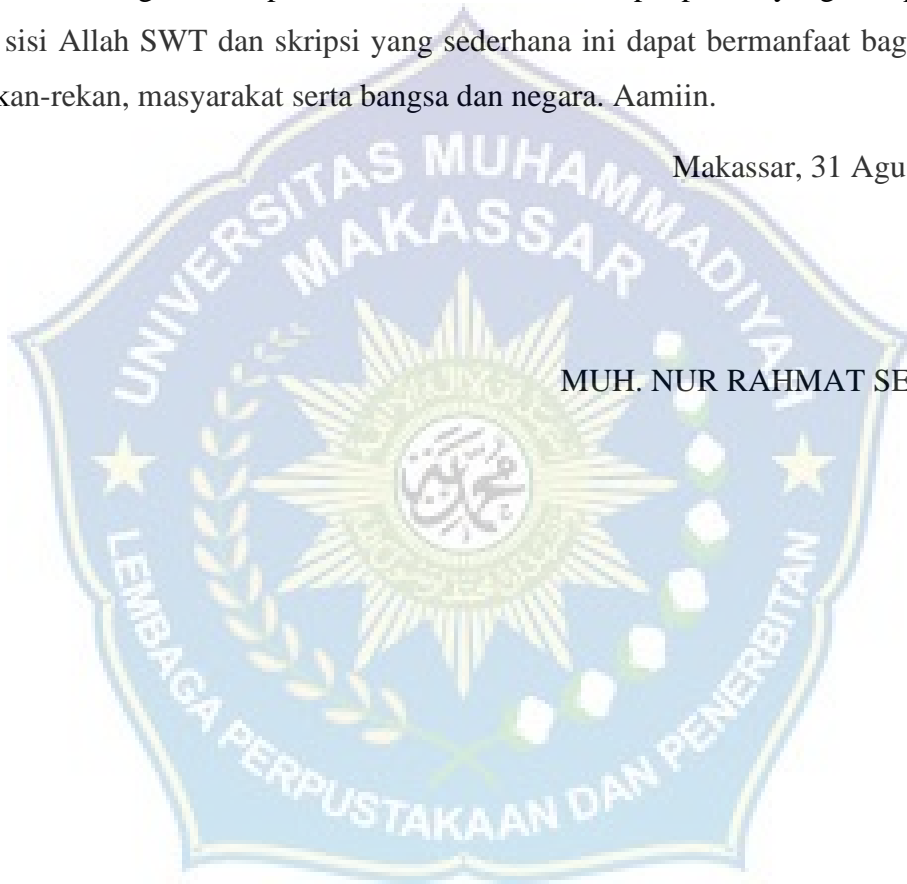 sisi Allah SWT dan skripsi yang sederhana ini dapat bermanfaat bag
kan-rekan, masyarakat serta bangsa dan negara. Aamiin.
Makassar, 31 Agu
MUH. NUR RAHMAT SE
UNIVERSITAS MUHAMMADIYAH
MAKASSAR
LEMBAGA PERPUSTAKAAN DAN PENERBITAN